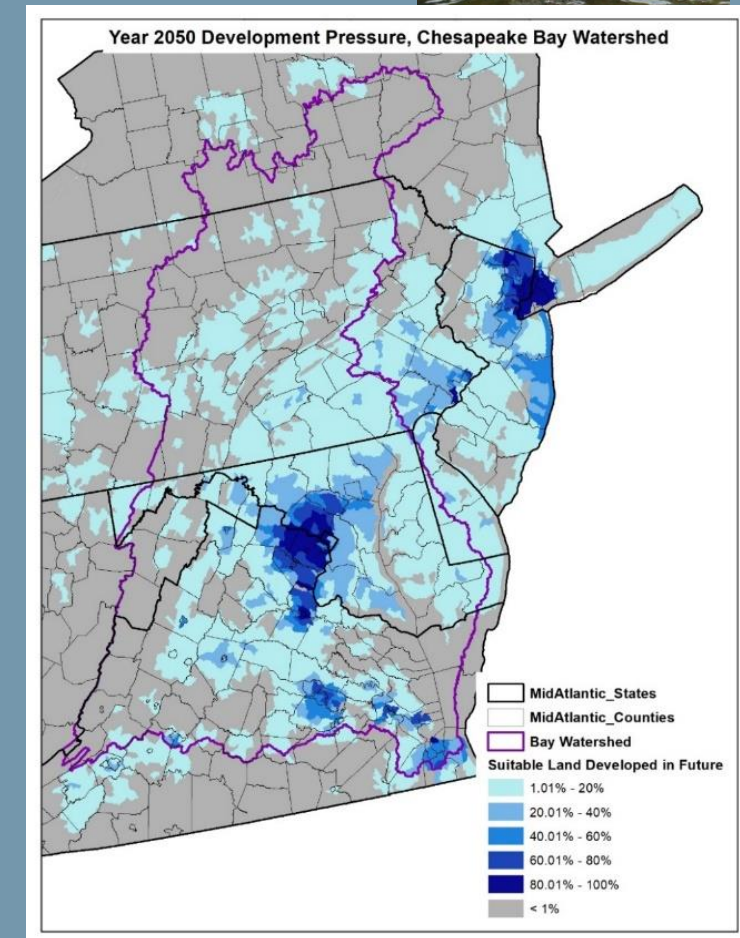 Year 2050 Development Pressure, Chesapeake Bay Watershed
MidAtlantic_States
MidAtlantic_Counties
Bay Watershed
Suitable Land Developed in Future
1.01% - 20%
20.01% - 40%
40.01% - 60%
60.01% - 80%
80.01% - 100%
< 1%